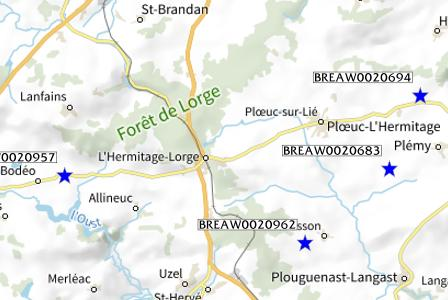 St-Brandan
H
BREAW0020694
Lanfains
Forêt de Lorge
Plœuc-sur-Lié
Plœuc-L'Hermitage
Plémy
BREAW0020683
W0020957
L'Hermitage-Lorge
Bodéo
Allineuc
l'Oust
BREAW0020962
sson
Merléac
Uzel
Plouguenast-Langast
Lang
St-Hervé